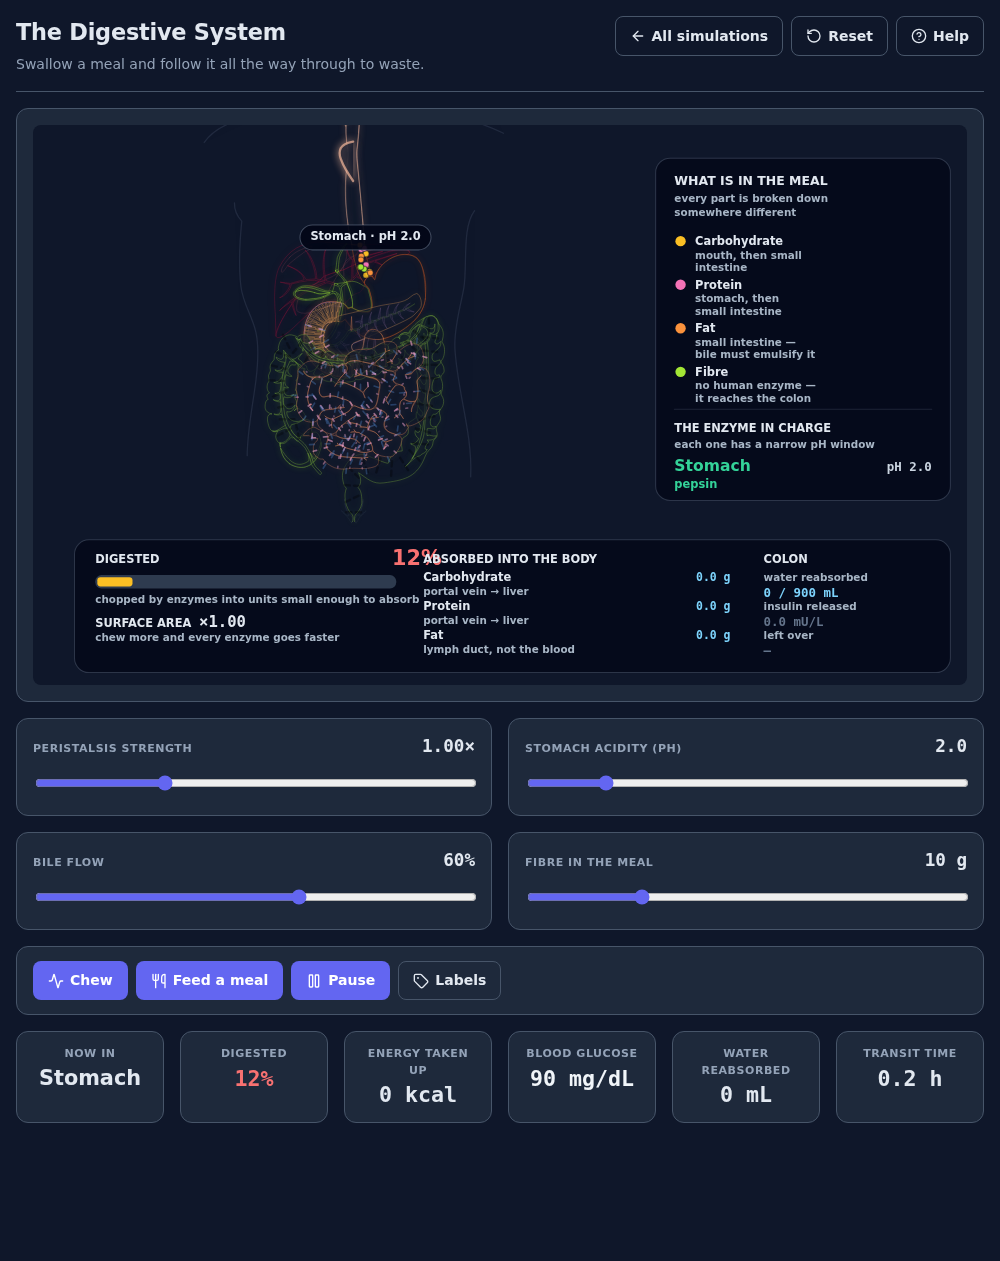 The Digestive System
Swallow a meal and follow it all the way through to waste.
All simulations
Reset
Help
Stomach · pH 2.0
WHAT IS IN THE MEAL
every part is broken down
somewhere different
Carbohydrate
mouth, then small
intestine
Protein
stomach, then
small intestine
Fat
small intestine —
bile must emulsify it
Fibre
no human enzyme —
it reaches the colon
THE ENZYME IN CHARGE
each one has a narrow pH window
Stomach pH 2.0
pepsin
DIGESTED 12%
chopped by enzymes into units small enough to absorb
SURFACE AREA ×1.00
chew more and every enzyme goes faster
ABSORBED INTO THE BODY
Carbohydrate 0.0 g
portal vein → liver
Protein 0.0 g
portal vein → liver
Fat 0.0 g
lymph duct, not the blood
COLON
water reabsorbed
0 / 900 mL
insulin released
0.0 mU/L
left over
—
PERISTALSIS STRENGTH 1.00×
STOMACH ACIDITY (PH) 2.0
BILE FLOW 60%
FIBRE IN THE MEAL 10 g
Chew
Feed a meal
Pause
Labels
NOW IN
Stomach
DIGESTED
12%
ENERGY TAKEN
UP
0 kcal
BLOOD GLUCOSE
90 mg/dL
WATER
REABSORBED
0 mL
TRANSIT TIME
0.2 h